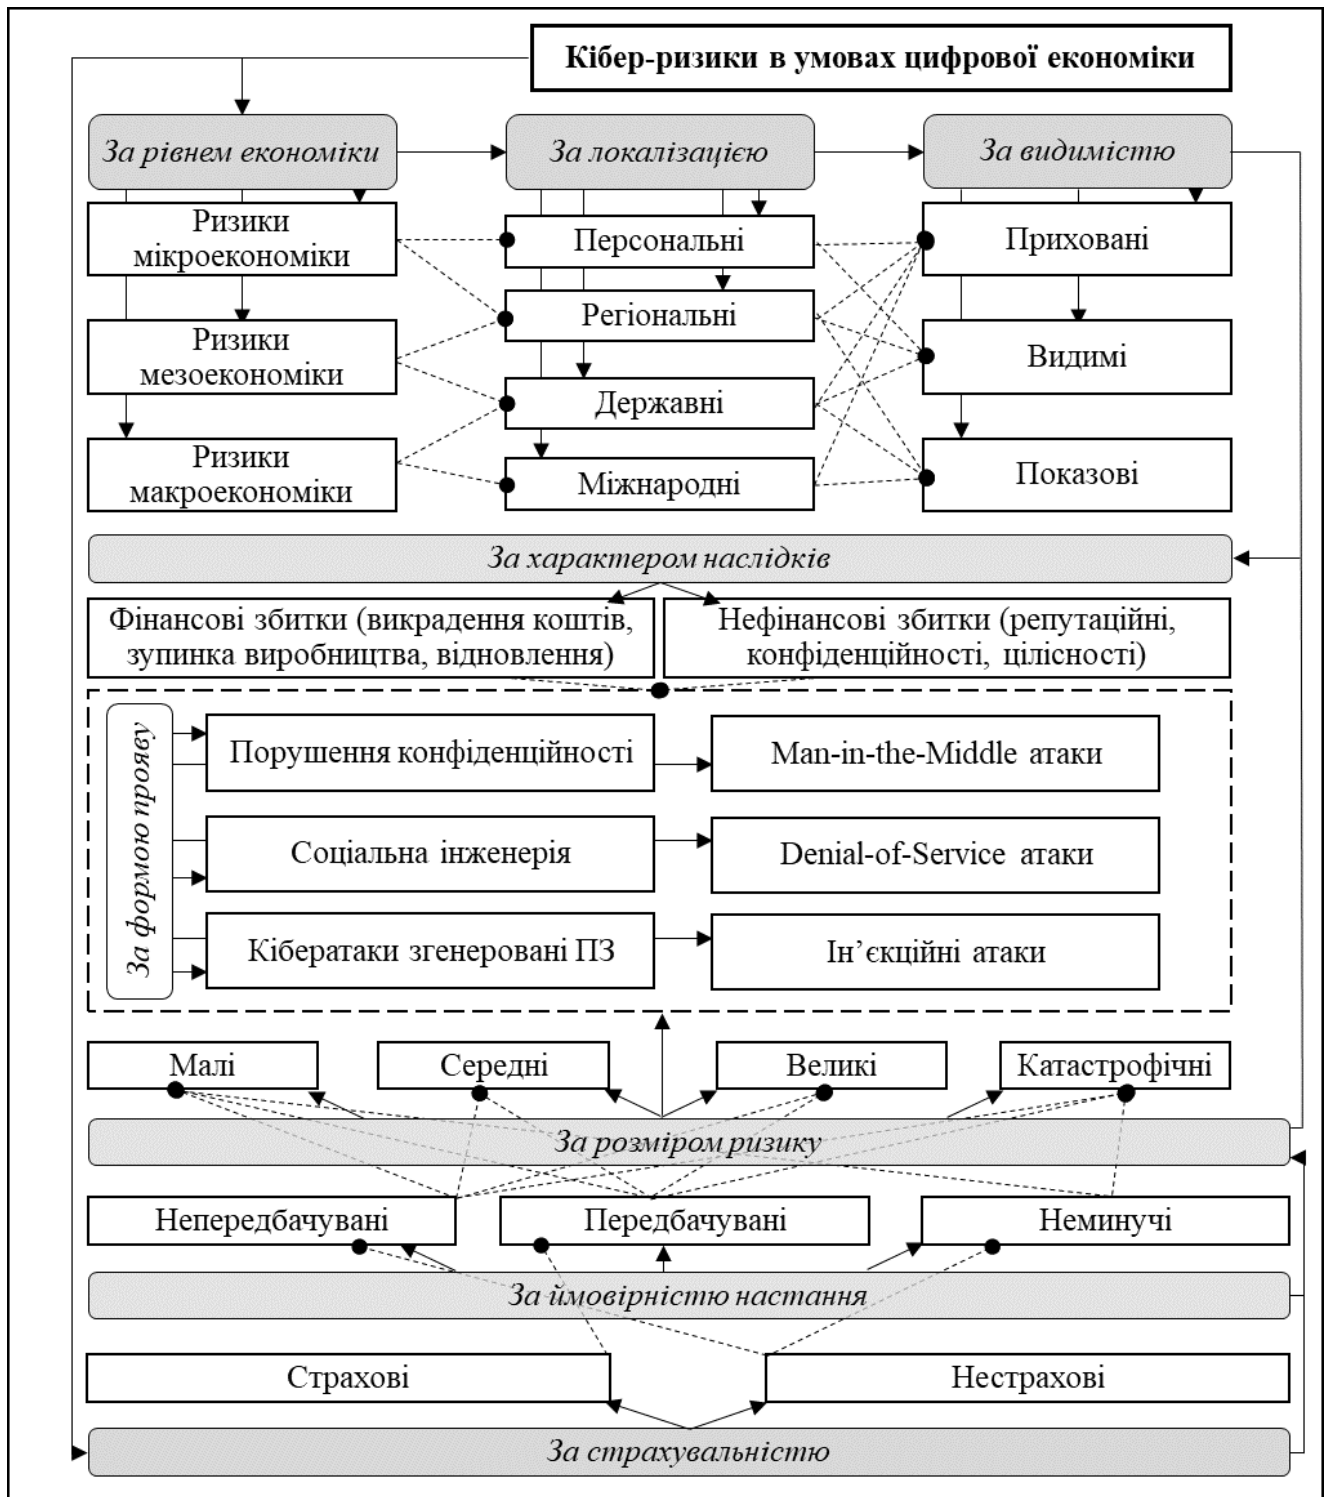 Кібер-ризики в умовах цифрової економіки
За рівнем економіки
За локалізацією
За видимістю
Ризики
мікроекономіки
Персональні
Приховані
Регіональні
Ризики
мезоекономіки
Видимі
Державні
Ризики
макроекономіки
Міжнародні
Показові
За характером наслідків
Фінансові збитки (викрадення коштів,
зупинка виробництва, відновлення)
Нефінансові збитки (репутаційні,
конфіденційності, цілісності)
За формою прояву
Порушення конфіденційності
Man-in-the-Middle атаки
Соціальна інженерія
Denial-of-Service атаки
Кібератаки згенеровані ПЗ
Ін’єкційні атаки
Малі
Середні
Великі
Катастрофічні
За розміром ризику
Непередбачувані
Передбачувані
Неминучі
За ймовірністю настання
Страхові
Нестрахові
За страхувальністю